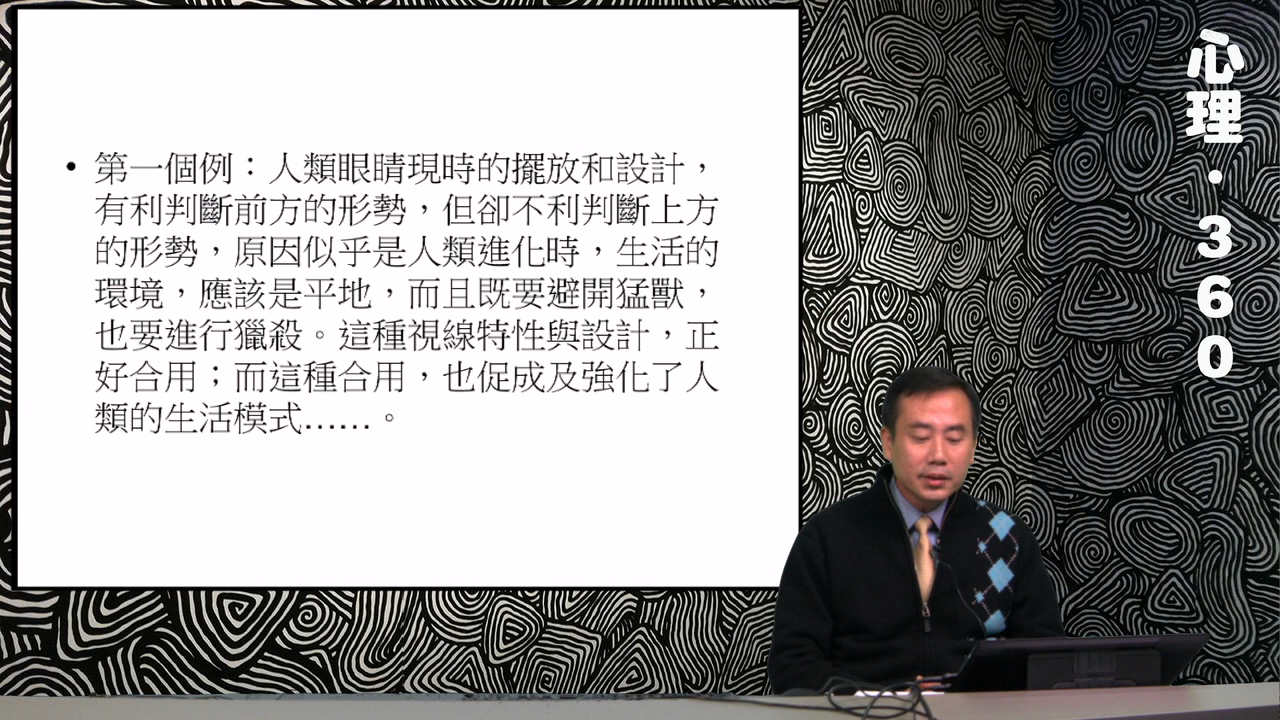 • 第一個例：人類眼睛現時的擺放和設計，
有利判斷前方的形勢，但卻不利判斷上方
的形勢，原因似乎是人類進化時，生活的
環境，應該是平地，而且既要避開猛獸，
也要進行獵殺。這種視線特性與設計，正
好合用；而這種合用，也促成及強化了人
類的生活模式……。
心理·360